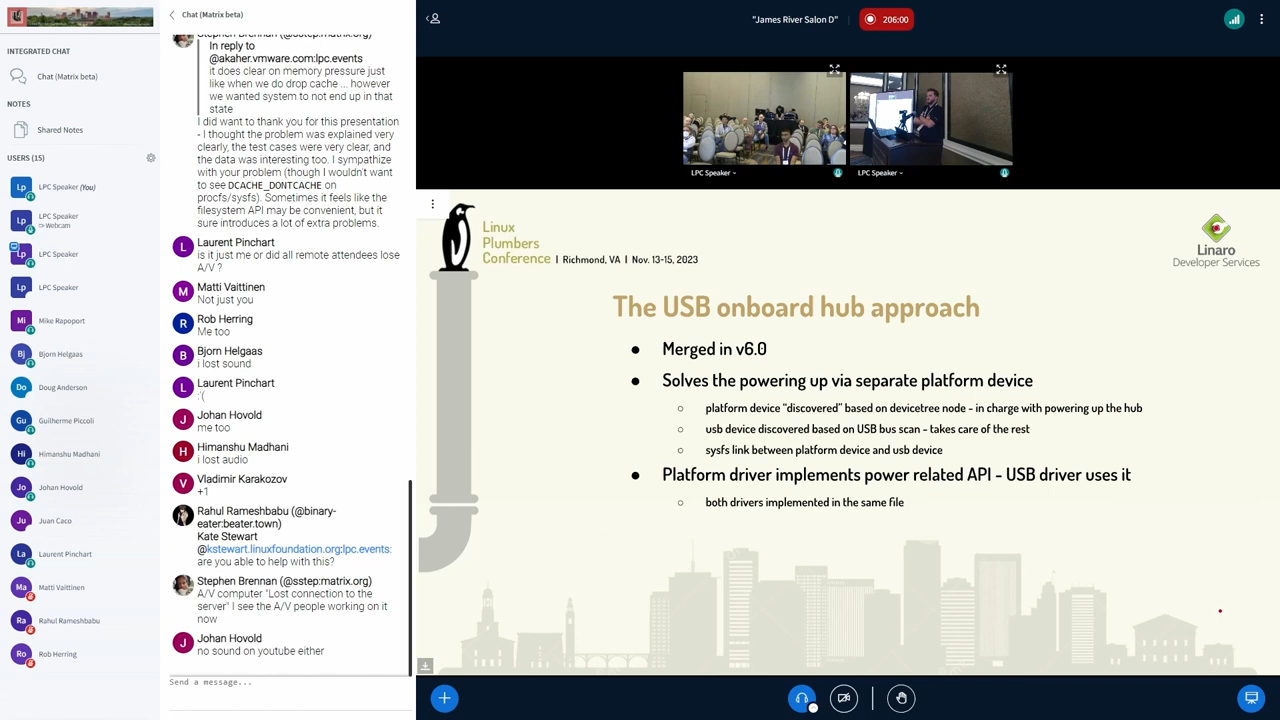 INTEGRATED CHAT
Chat (Matrix beta)
NOTES
Shared Notes
USERS (15)
Lp
LPC Speaker (You)
Lp
LPC Speaker
Webcam
Lp
LPC Speaker
Lp
LPC Speaker
Mi
Mike Rapoport
Bj
Bjorn Helgaas
Do
Doug Anderson
Gu
Guilherme Piccoli
Hi
Himanshu Madhani
Jo
Johan Hovold
Ju
Juan Caco
La
Laurent Pinchart
Ma
Matti Vaittinen
Ra
Rahul Rameshbabu
Ro
Rob Herring
Chat (Matrix beta)
Stephen Brennan (@sstep:matrix.org)
In reply to
@akaher.vmware.com:lpc.events
it does clear on memory pressure just
like when we do drop cache ... however
we wanted system to not end up in that
state
I did want to thank you for this presentation
- I thought the problem was explained very
clearly, the test cases were very clear, and
the data was interesting too. I sympathize
with your problem (though I wouldn't want
to see DCACHE_DONTCACHE on
procfs/sysfs). Sometimes it feels like the
filesystem API may be convenient, but it
sure introduces a lot of extra problems.
L
Laurent Pinchart
is it just me or did all remote attendees lose
A/V ?
M
Matti Vaittinen
Not just you
R
Rob Herring
Me too
B
Bjorn Helgaas
i lost sound
L
Laurent Pinchart
:'(
J
Johan Hovold
me too
H
Himanshu Madhani
i lost audio
V
Vladimir Karakozov
+1
Rahul Rameshbabu (@binary-
eater:beater.town)
Kate Stewart
@kstewart.linuxfoundation.org:lpc.events:
are you able to help with this?
Stephen Brennan (@sstep:matrix.org)
A/V computer "Lost connection to the
server" I see the A/V people working on it
now
J
Johan Hovold
no sound on youtube either
Send a message...
"James River Salon D"
206:00
LPC Speaker
LPC Speaker
Linux
Plumbers
Conference | Richmond, VA | Nov. 13-15, 2023
Linaro
Developer Services
The USB onboard hub approach
● Merged in v6.0
● Solves the powering up via separate platform device
○ platform device “discovered” based on devicetree node - in charge with powering up the hub
○ usb device discovered based on USB bus scan - takes care of the rest
○ sysfs link between platform device and usb device
● Platform driver implements power related API - USB driver uses it
○ both drivers implemented in the same file